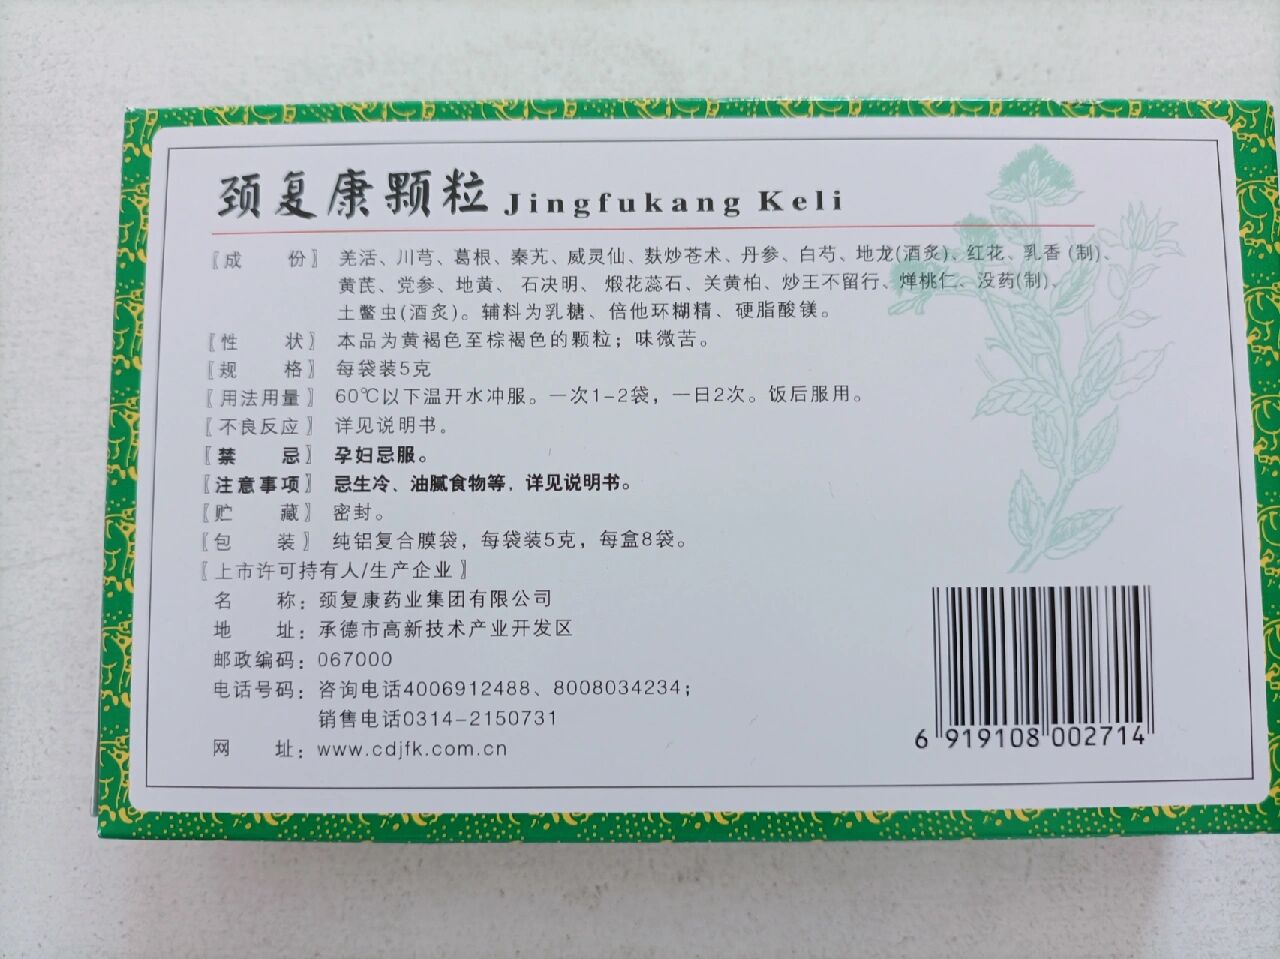 颈复康颗粒 Jingfukang Keli
〖成份〗 羌活、川芎、葛根、秦艽、威灵仙、麸炒苍术、丹参、白芍、地龙(酒炙)、红花、乳香(制)、
黄芪、党参、地黄、石决明、煅花蕊石、关黄柏、炒王不留行、燀桃仁、没药(制)、
土鳖虫(酒炙)。辅料为乳糖、倍他环糊精、硬脂酸镁。
〖性状〗 本品为黄褐色至棕褐色的颗粒；味微苦。
〖规格〗 每袋装5克
〖用法用量〗 60℃以下温开水冲服。一次1-2袋，一日2次。饭后服用。
〖不良反应〗 详见说明书。
〖禁忌〗 孕妇忌服。
〖注意事项〗 忌生冷、油腻食物等，详见说明书。
〖贮藏〗 密封。
〖包装〗 纯铝复合膜袋，每袋装5克，每盒8袋。
〖上市许可持有人/生产企业〗
名称：颈复康药业集团有限公司
地址：承德市高新技术产业开发区
邮政编码：067000
电话号码：咨询电话4006912488、8008034234；
销售电话0314-2150731
网址：www.cdjfk.com.cn
6 919108 002714